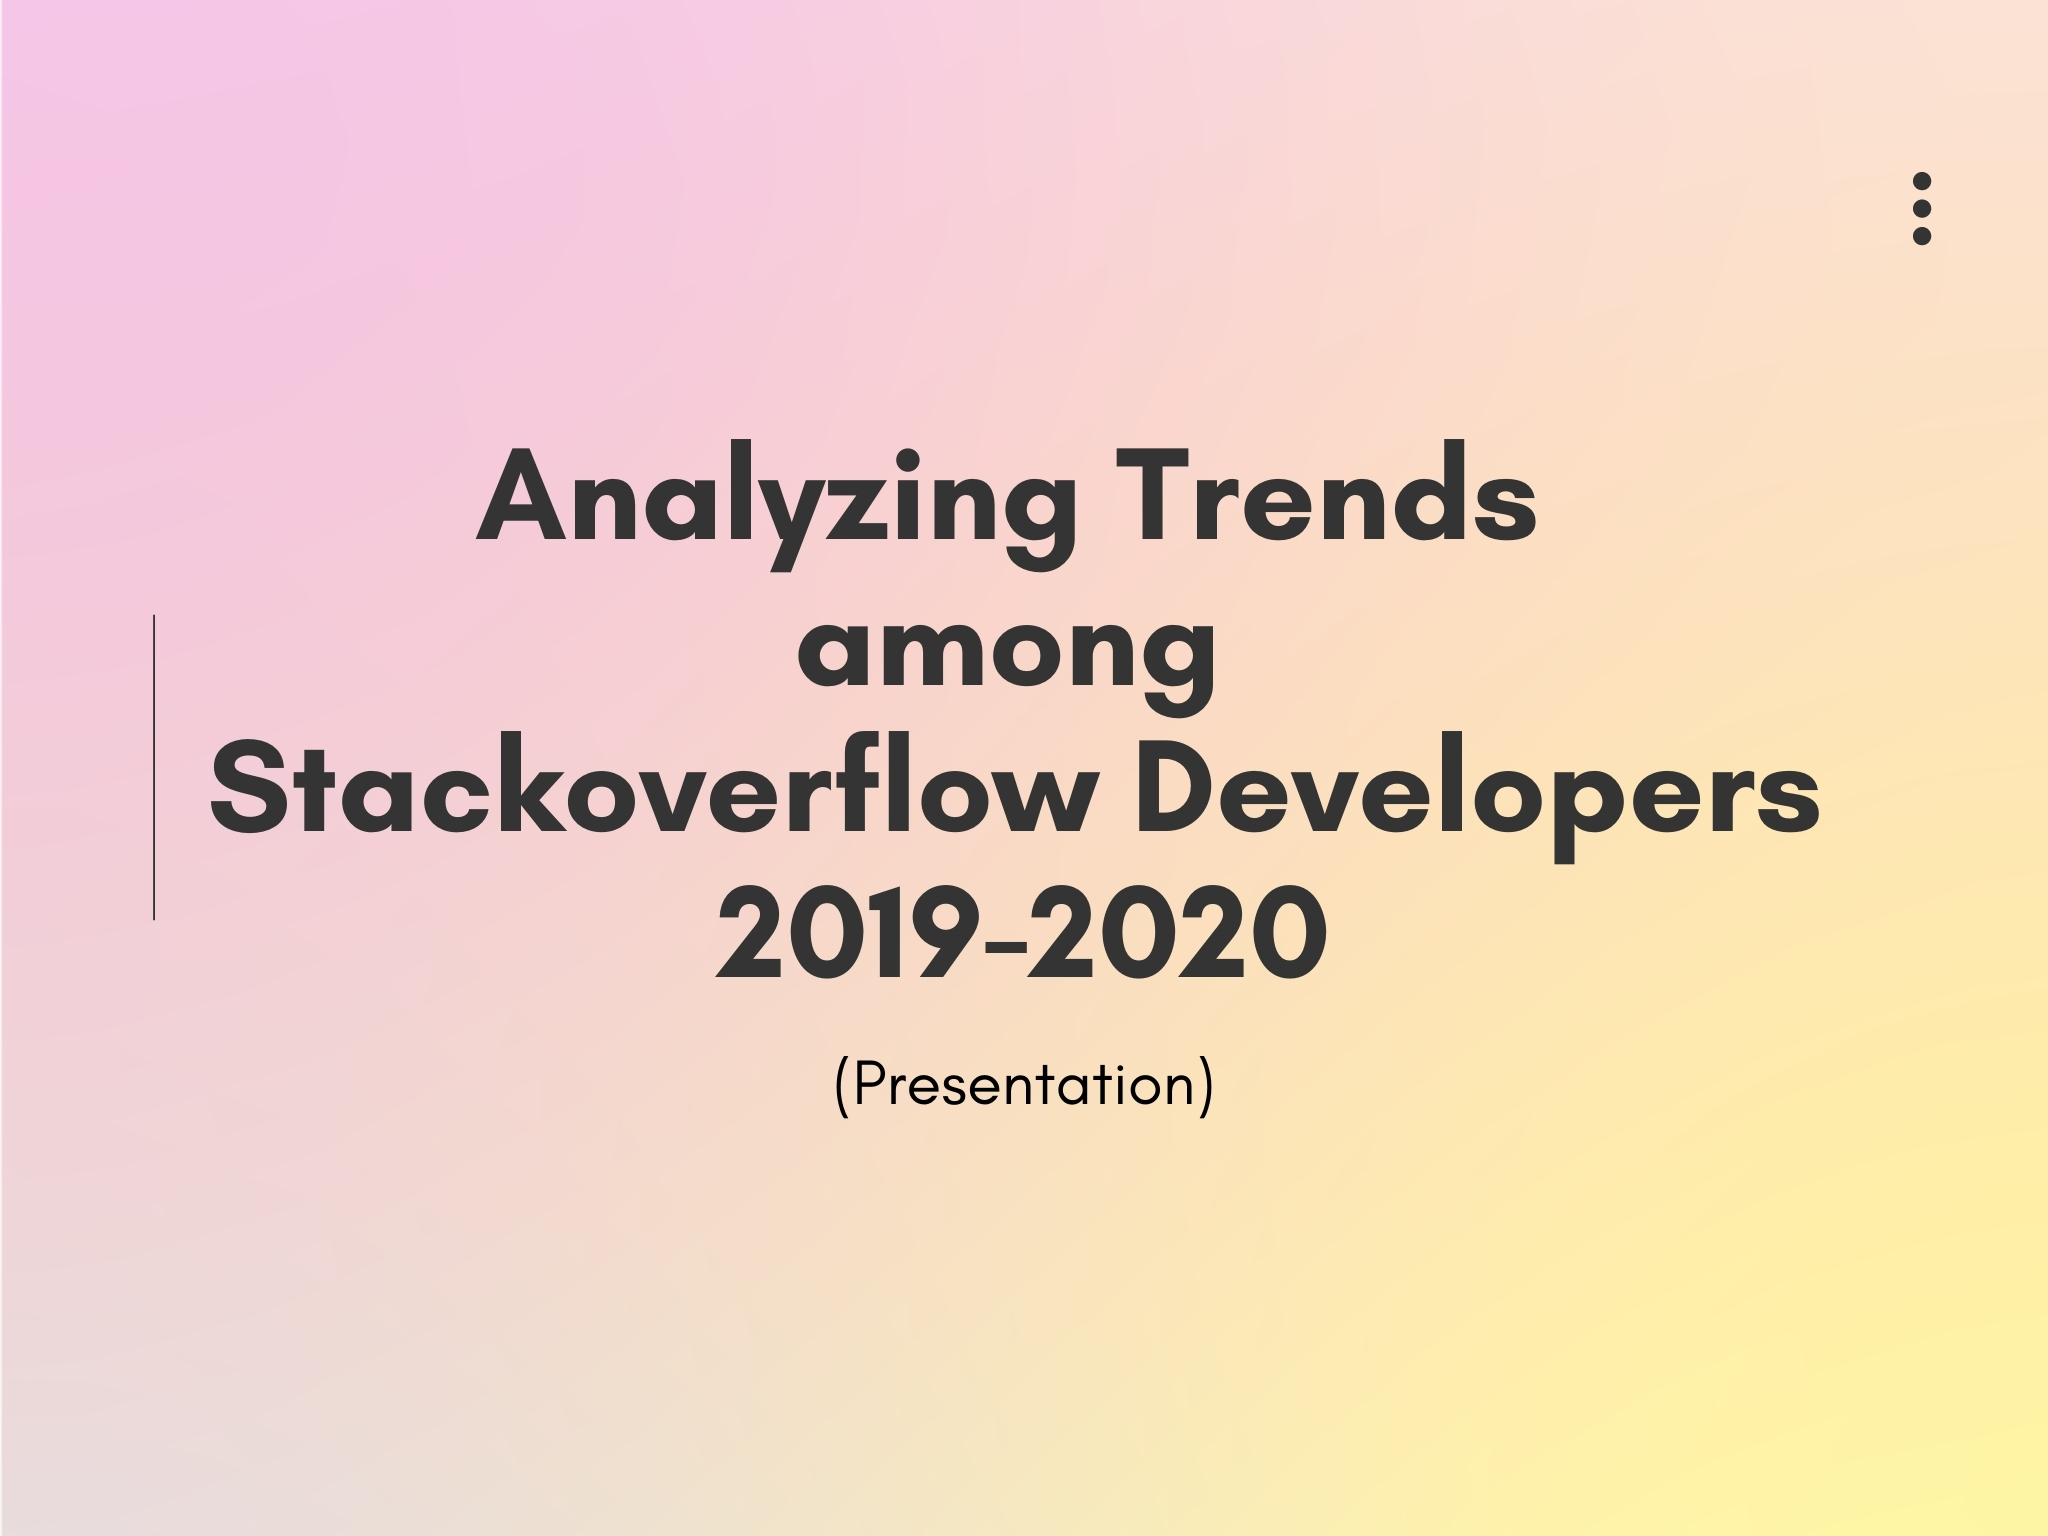 Analyzing Trends
among
Stackoverflow Developers
2019-2020
(Presentation)